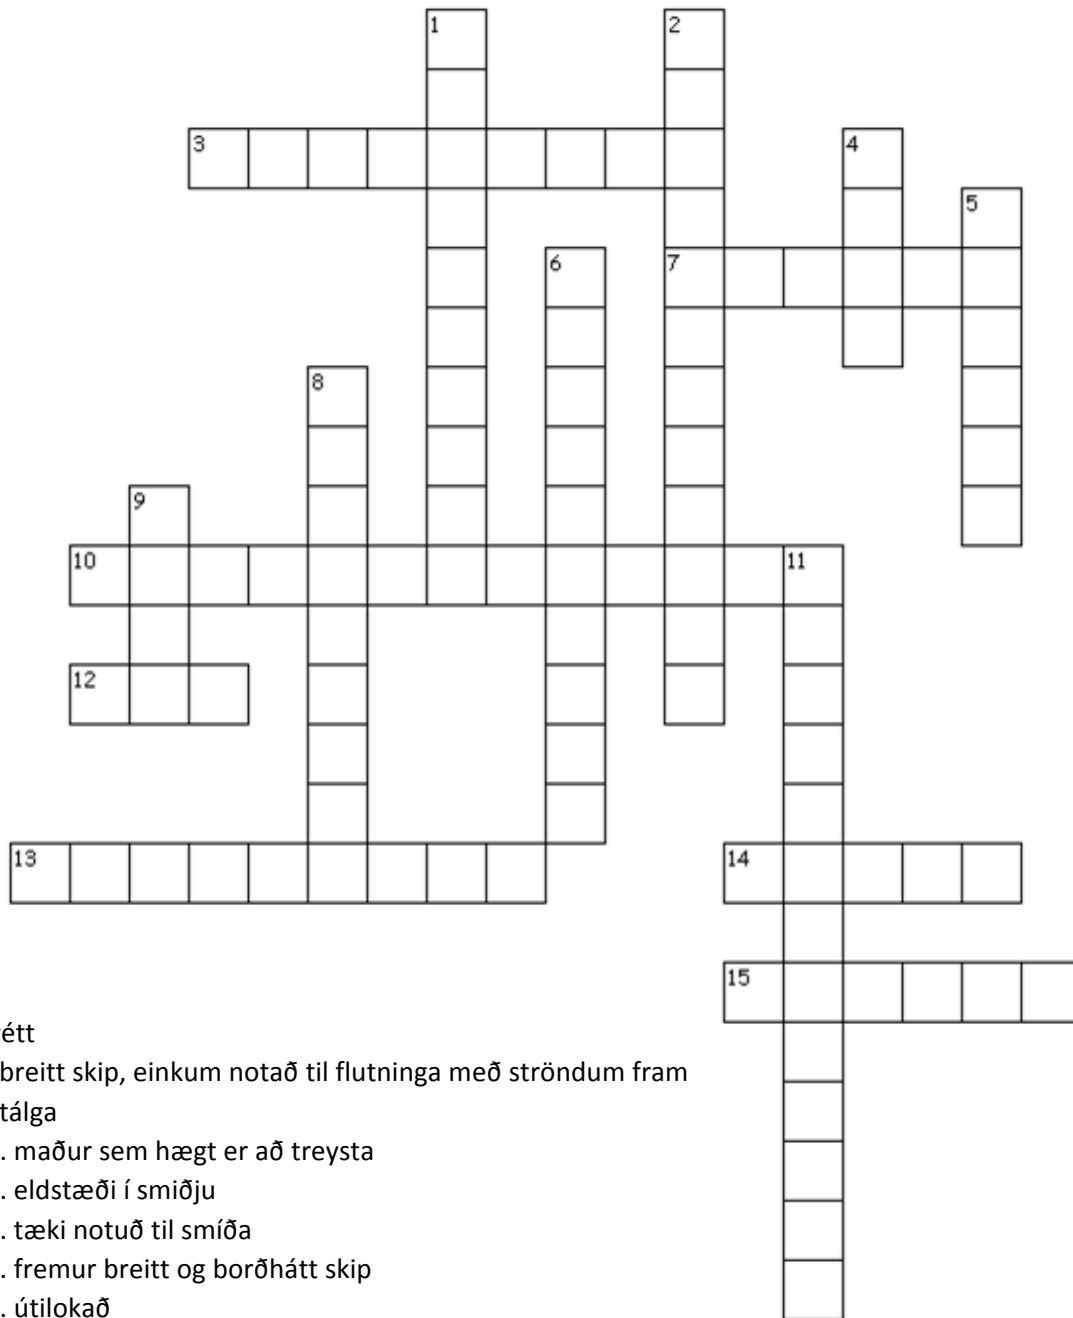 1
2
3
4
5
6
7
8
9
10
11
12
13
14
15
étt
breitt skip, einkum notað til flutninga með ströndum fram
tálga
. maður sem hægt er að treysta
. eldstæði í smiðju
. tæki notuð til smíða
. fremur breitt og borðhátt skip
. útilokað